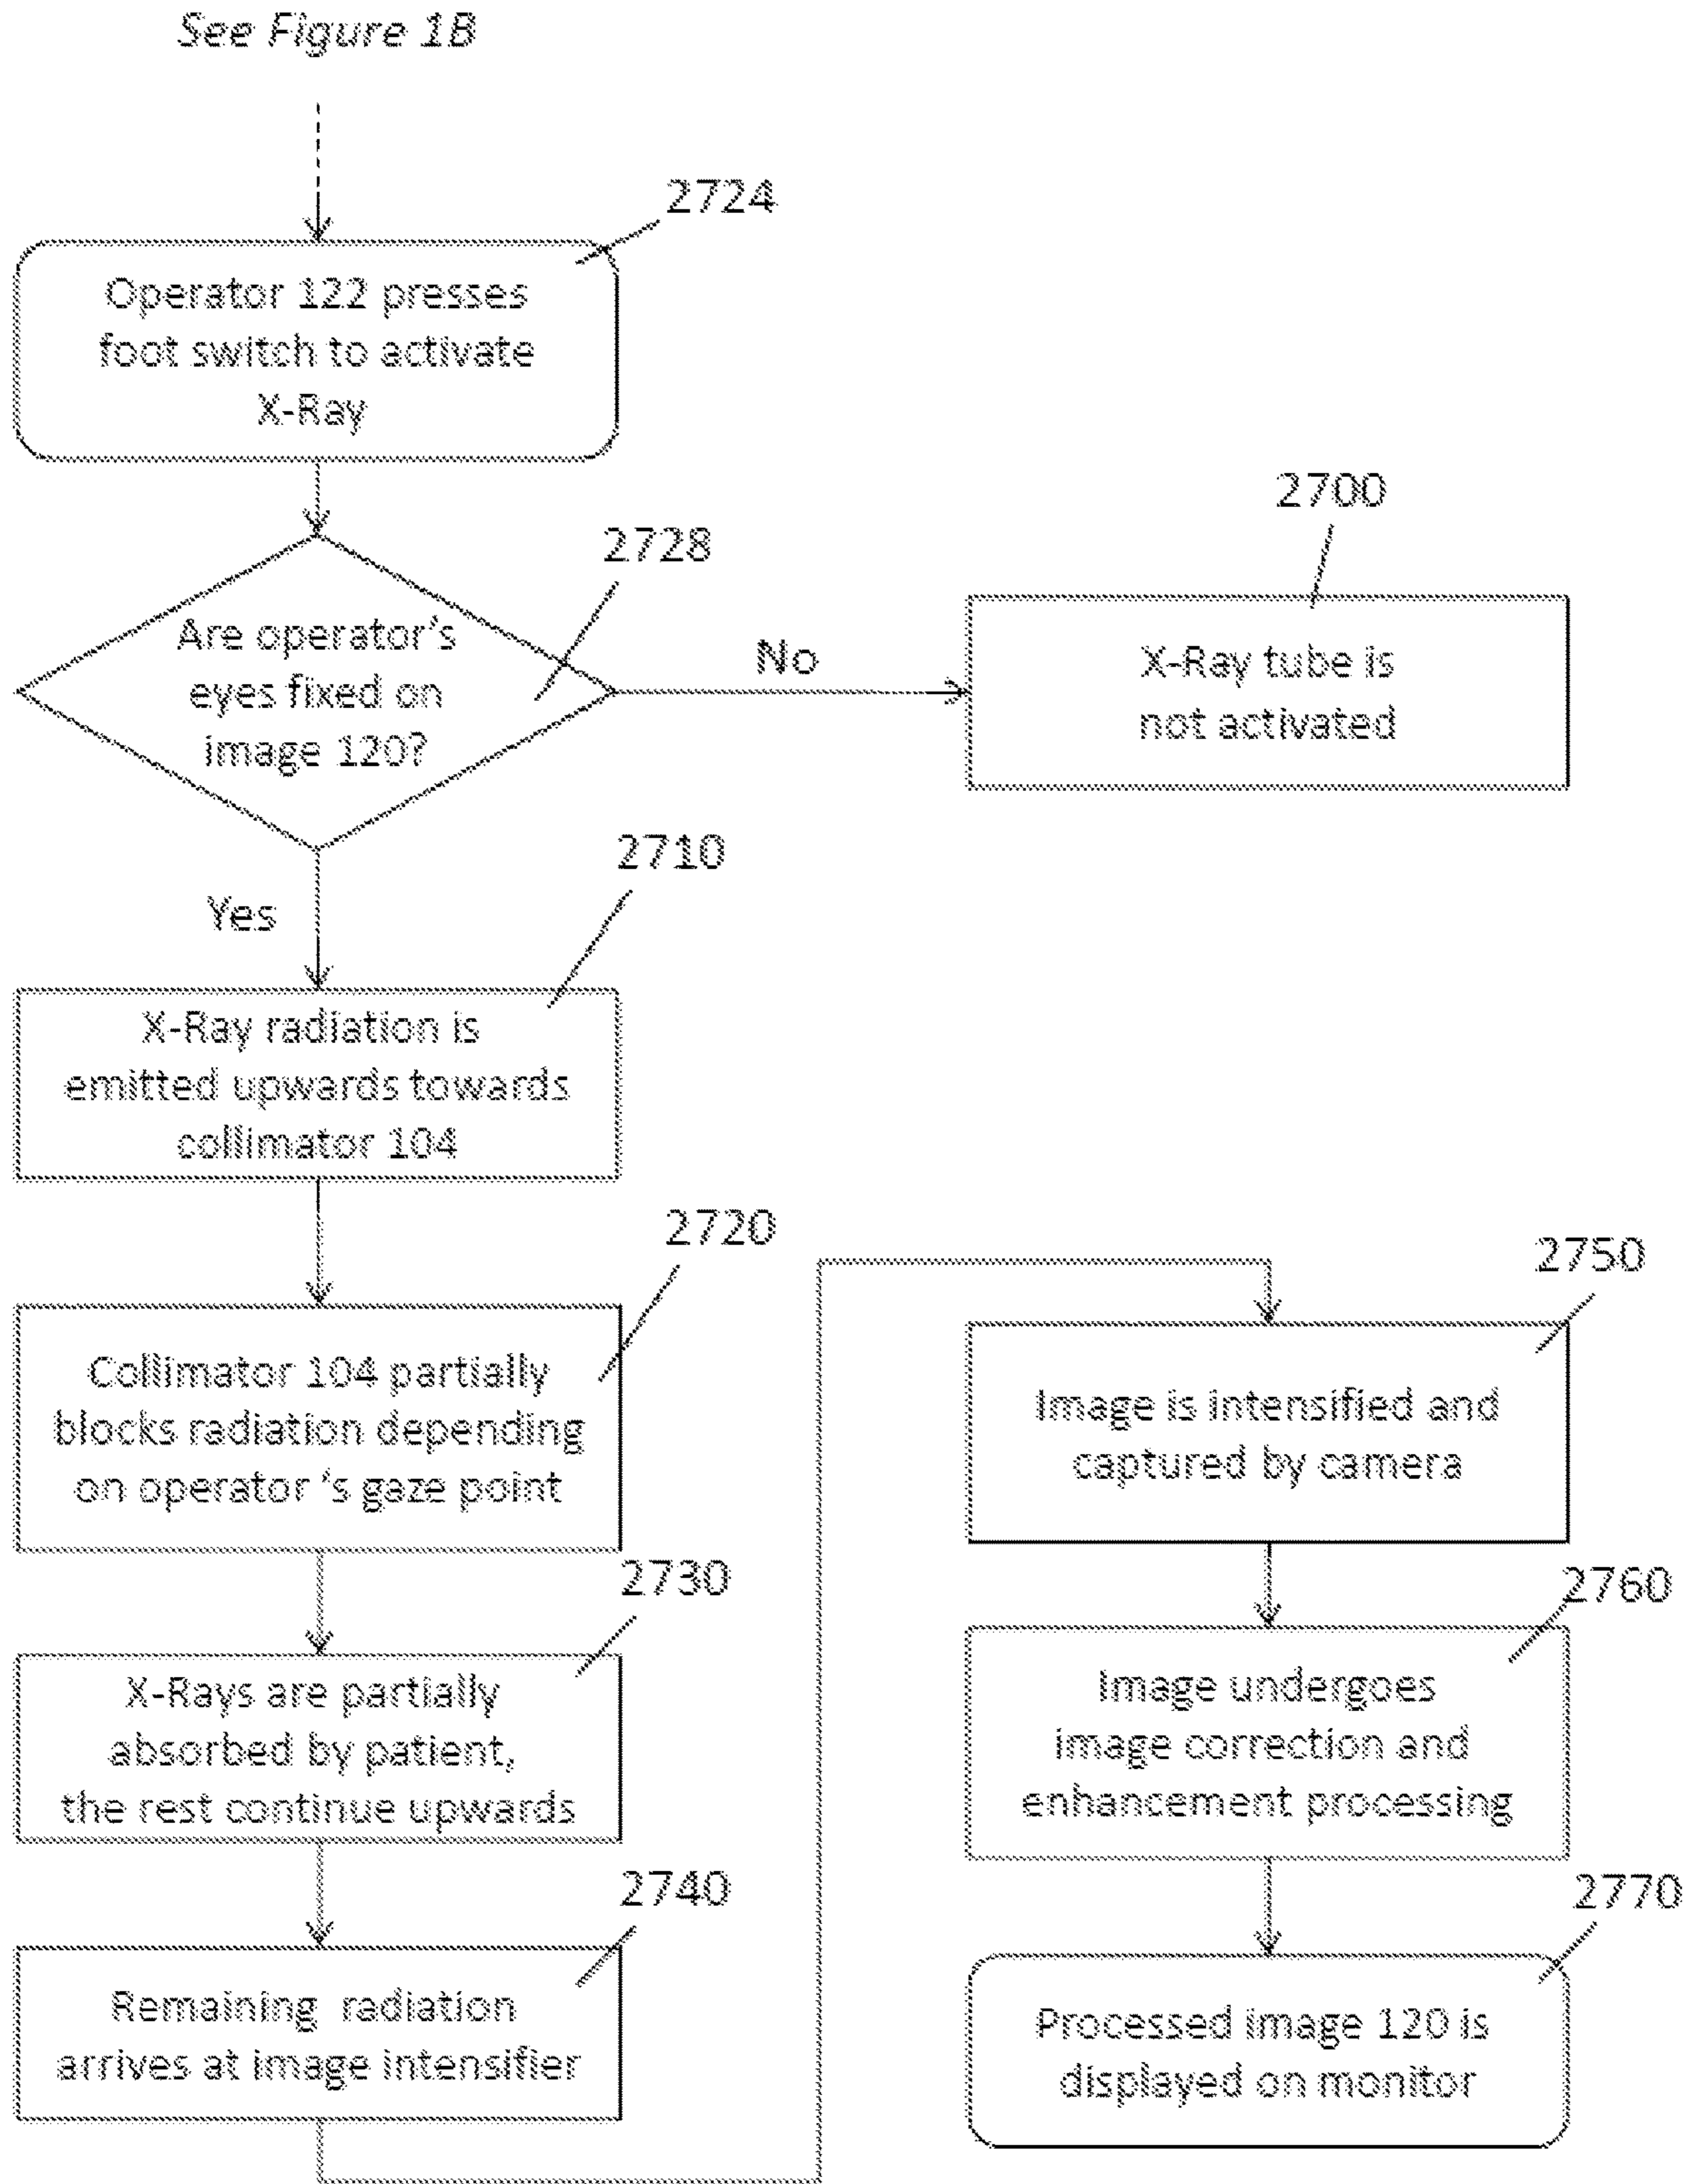 See Figure 1B
2724
Operator 122 presses
foot switch to activate
X-Ray
2728
Are operator's
eyes fixed on
image 120?
No
2700
X-Ray tube is
not activated
Yes
2710
X-Ray radiation is
emitted upwards towards
collimator 104
2720
Collimator 104 partially
blocks radiation depending
on operator 's gaze point
2730
X-Rays are partially
absorbed by patient,
the rest continue upwards
2740
Remaining radiation
arrives at image intensifier
2750
Image is intensified and
captured by camera
2760
Image undergoes
image correction and
enhancement processing
2770
Processed image 120 is
displayed on monitor